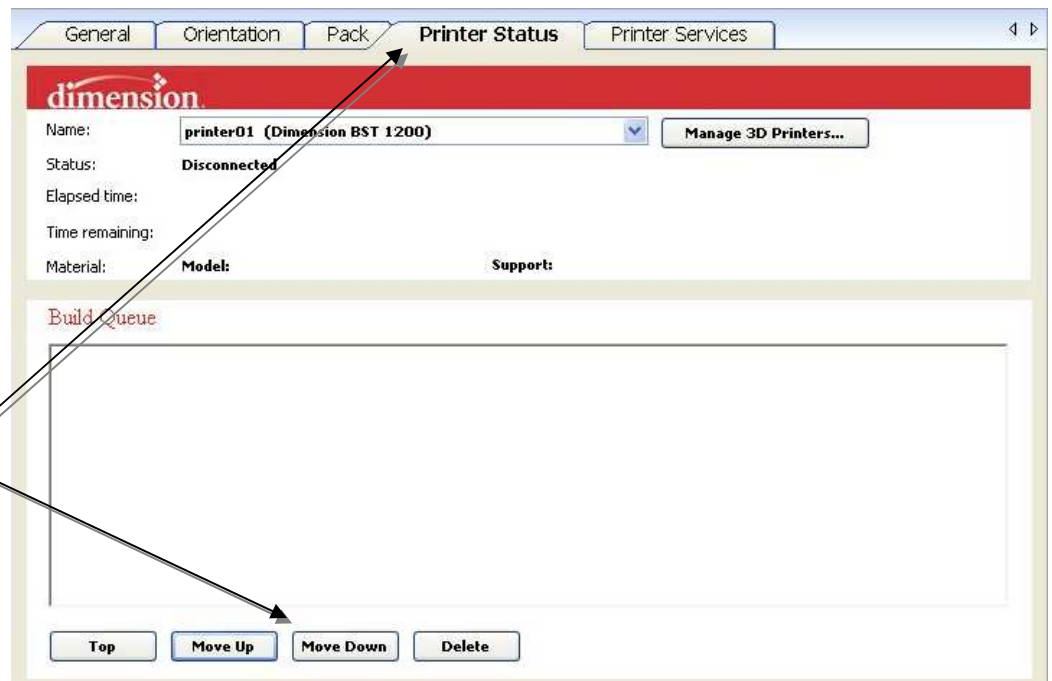 General Orientation Pack Printer Status Printer Services
dimension
Name: printer01 (Dimension BST 1200) Manage 3D Printers...
Status: Disconnected
Elapsed time:
Time remaining:
Material: Model: Support:
Build Queue
Top Move Up Move Down Delete